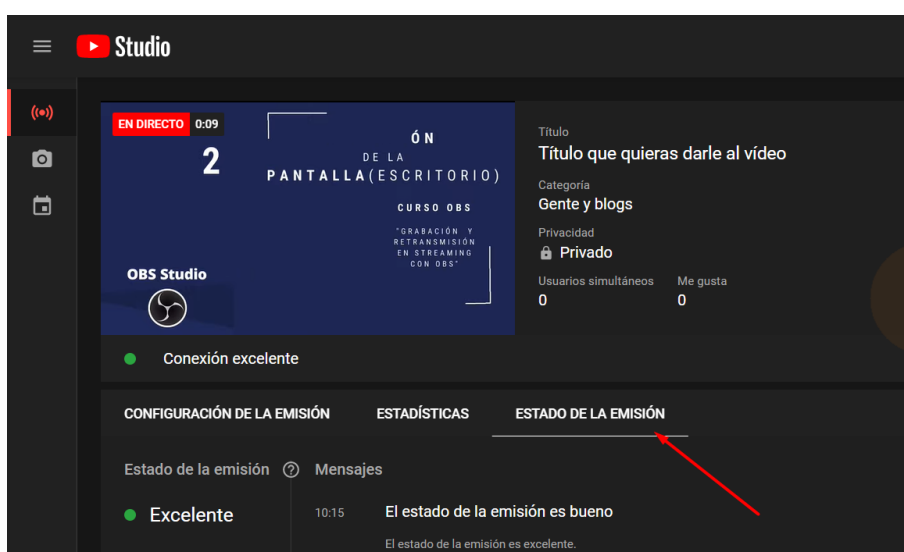 Studio
EN DIRECTO 0:09
2
ÓN
DE LA
PANTALLA(ESCRITORIO)
CURSO OBS
"GRABACIÓN Y
RETRANSMISIÓN
EN STREAMING
CON OBS"
OBS Studio
Título
Título que quieras darle al vídeo
Categoría
Gente y blogs
Privacidad
Privado
Usuarios simultáneos Me gusta
0 0
Conexión excelente
CONFIGURACIÓN DE LA EMISIÓN ESTADÍSTICAS ESTADO DE LA EMISIÓN
Estado de la emisión ? Mensajes
Excelente 10:15 El estado de la emisión es bueno
El estado de la emisión es excelente.